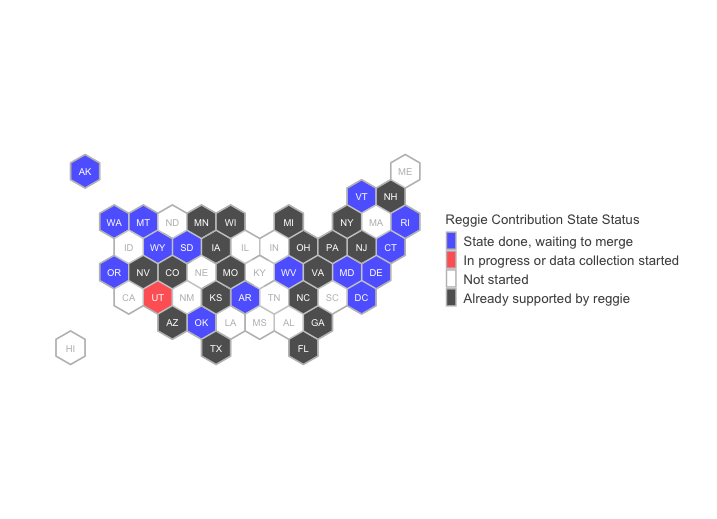 AK
ME
VT NH
WA MT ND MN WI MI NY MA RI
Reggie Contribution State Status
ID WY SD IA IL IN OH PA NJ CT
State done, waiting to merge
In progress or data collection started
OR NV CO NE MO KY WV VA MD DE
Not started
CA UT NM KS AR TN NC SC DC
Already supported by reggie
AZ OK LA MS AL GA
HI TX FL